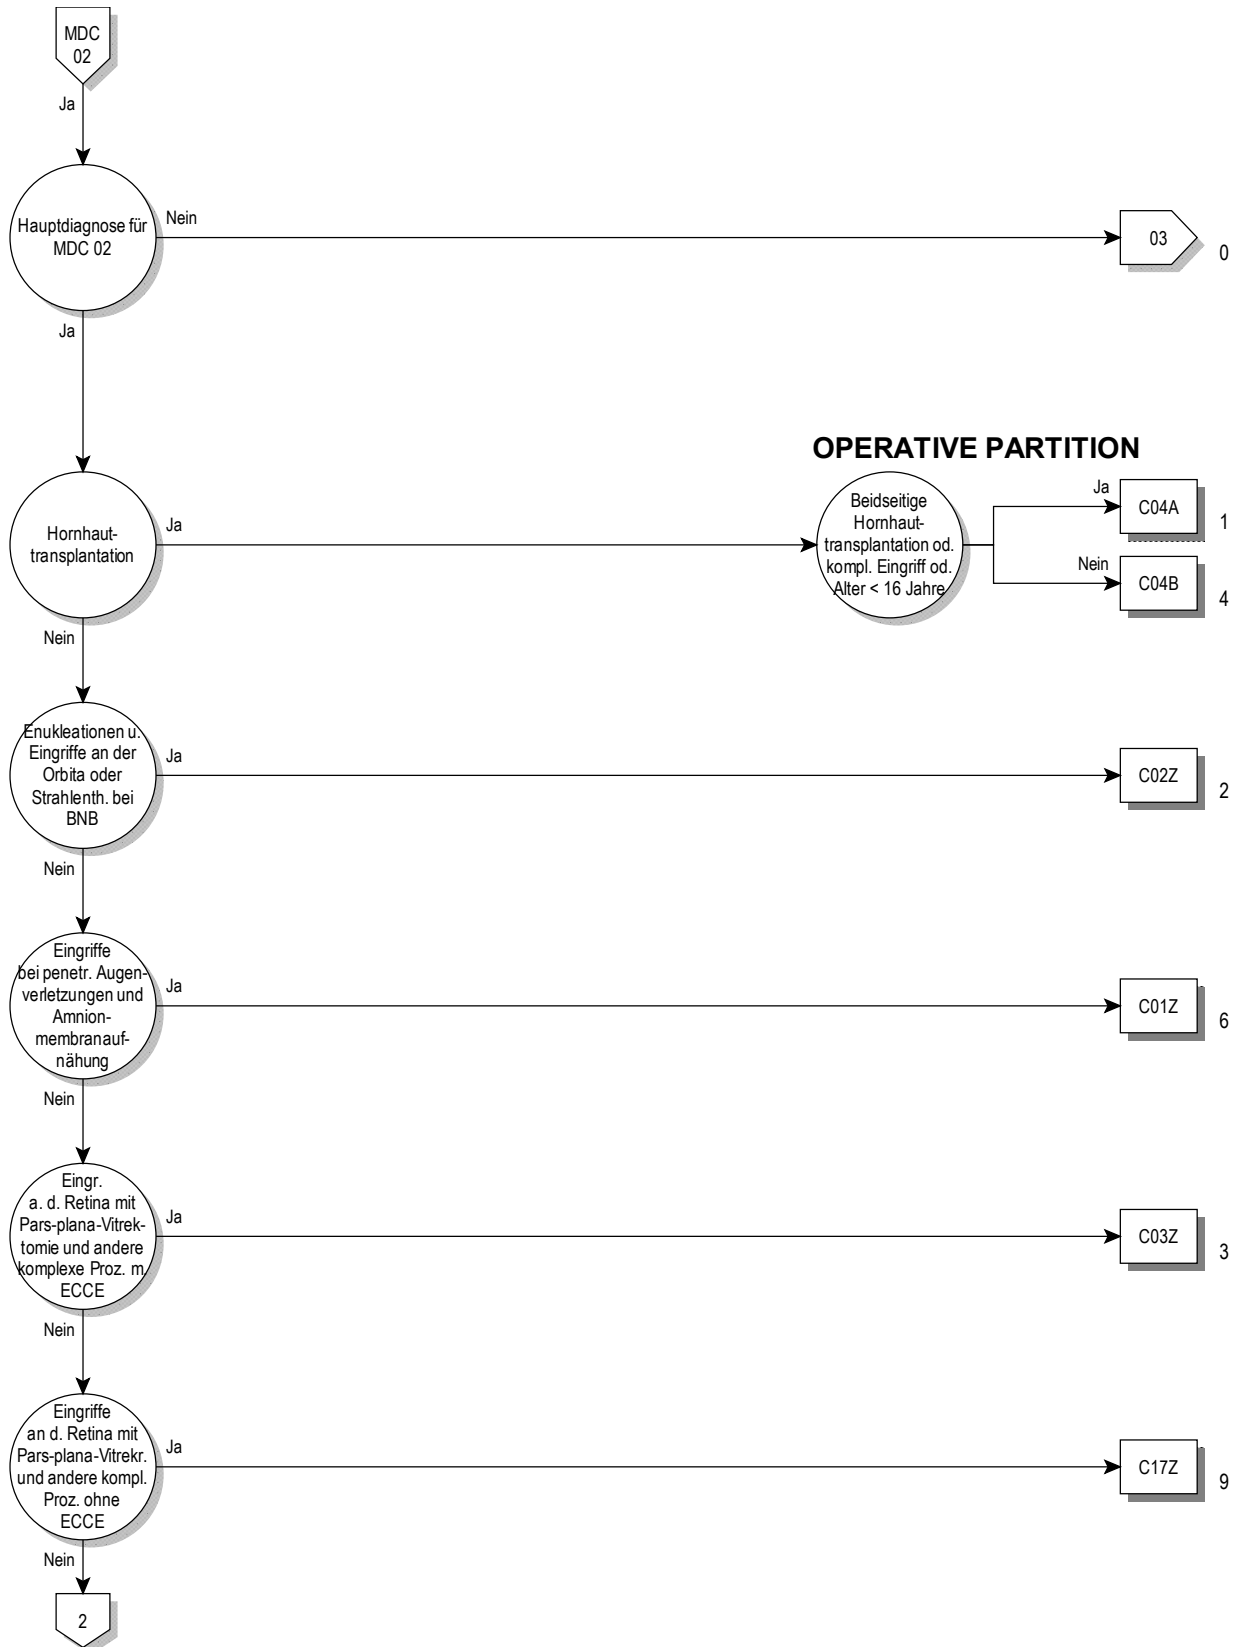 MDC
02
Ja
Hauptdiagnose für
MDC 02
Nein
03
0
Ja
OPERATIVE PARTITION
Hornhaut-
transplantation
Ja
Beidseitige
Hornhaut-
transplantation od.
kompl. Eingriff od.
Alter < 16 Jahre
Ja
C04A
1
Nein
C04B
4
Nein
Enukleationen u.
Eingriffe an der
Orbita oder
Strahlenth. bei
BNB
Ja
C02Z
2
Nein
Eingriffe
bei penetr. Augen-
verletzungen und
Amnion-
membranauf-
nähung
Ja
C01Z
6
Nein
Eingr.
a. d. Retina mit
Pars-plana-Vitrek-
tomie und andere
komplexe Proz. m.
ECCE
Ja
C03Z
3
Nein
Eingriffe
an d. Retina mit
Pars-plana-Vitrekr.
und andere kompl.
Proz. ohne
ECCE
Ja
C17Z
9
Nein
2